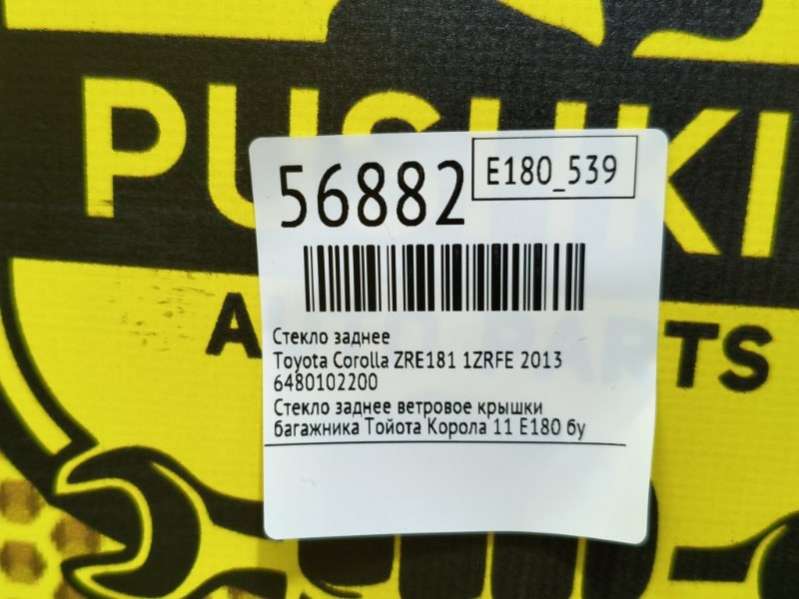 PUSHKI
56882
E180_539
Стекло заднее
Toyota Corolla ZRE181 1ZRFE 2013
6480102200
Стекло заднее ветровое крышки
багажника Тойота Корола 11 Е180 бу